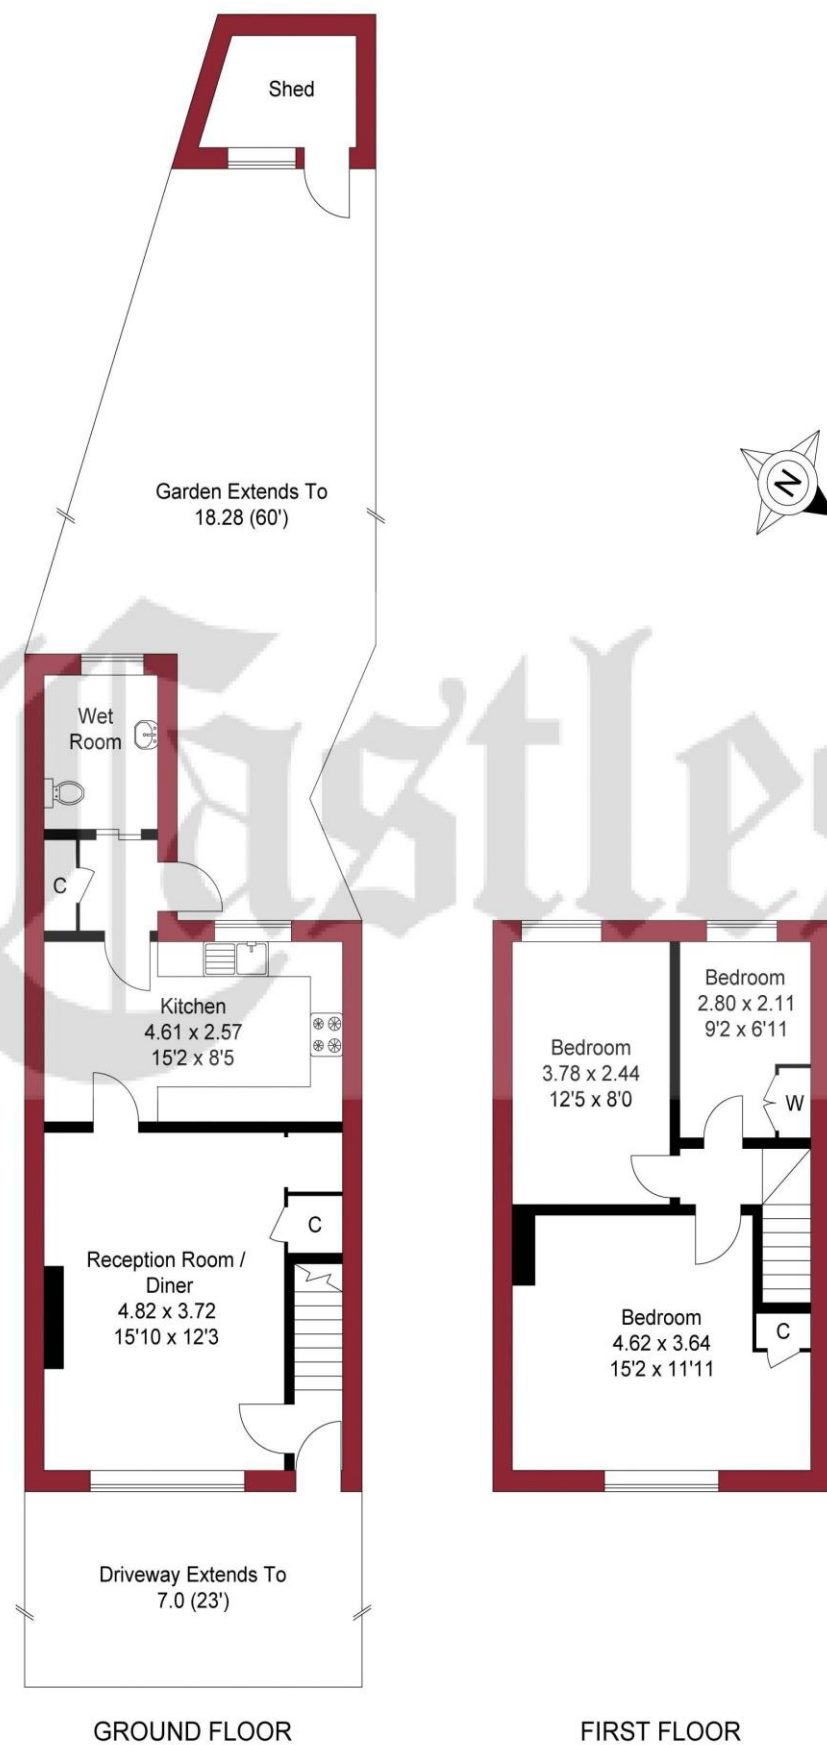 Shed
Garden Extends To
18.28 (60')
N
Castles
Wet
Room
C
Kitchen
4.61 x 2.57
15'2 x 8'5
C
Reception Room /
Diner
4.82 x 3.72
15'10 x 12'3
Driveway Extends To
7.0 (23')
GROUND FLOOR
Bedroom
2.80 x 2.11
9'2 x 6'11
Bedroom
3.78 x 2.44
12'5 x 8'0
W
Bedroom
4.62 x 3.64
15'2 x 11'11
C
FIRST FLOOR